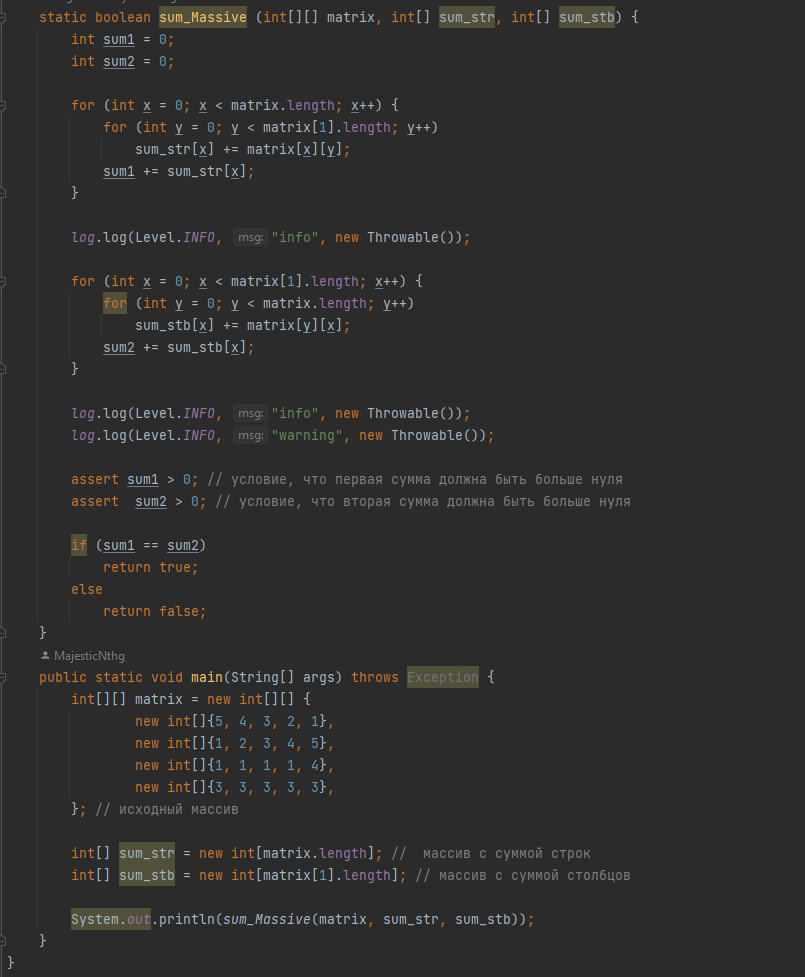 static boolean sum_Massive (int[][] matrix, int[] sum_str, int[] sum_stb) {
    int sum1 = 0;
    int sum2 = 0;

    for (int x = 0; x < matrix.length; x++) {
        for (int y = 0; y < matrix[1].length; y++)
            sum_str[x] += matrix[x][y];
        sum1 += sum_str[x];
    }

    log.log(Level.INFO, msg: "info", new Throwable());

    for (int x = 0; x < matrix[1].length; x++) {
        for (int y = 0; y < matrix.length; y++)
            sum_stb[x] += matrix[y][x];
        sum2 += sum_stb[x];
    }

    log.log(Level.INFO, msg: "info", new Throwable());
    log.log(Level.INFO, msg: "warning", new Throwable());

    assert sum1 > 0; // условие, что первая сумма должна быть больше нуля
    assert  sum2 > 0; // условие, что вторая сумма должна быть больше нуля

    if (sum1 == sum2)
        return true;
    else
        return false;
}
MajesticNthg
public static void main(String[] args) throws Exception {
    int[][] matrix = new int[][] {
            new int[]{5, 4, 3, 2, 1},
            new int[]{1, 2, 3, 4, 5},
            new int[]{1, 1, 1, 1, 4},
            new int[]{3, 3, 3, 3, 3},
    }; // исходный массив

    int[] sum_str = new int[matrix.length]; //  массив с суммой строк
    int[] sum_stb = new int[matrix[1].length]; // массив с суммой столбцов

    System.out.println(sum_Massive(matrix, sum_str, sum_stb));
}
}